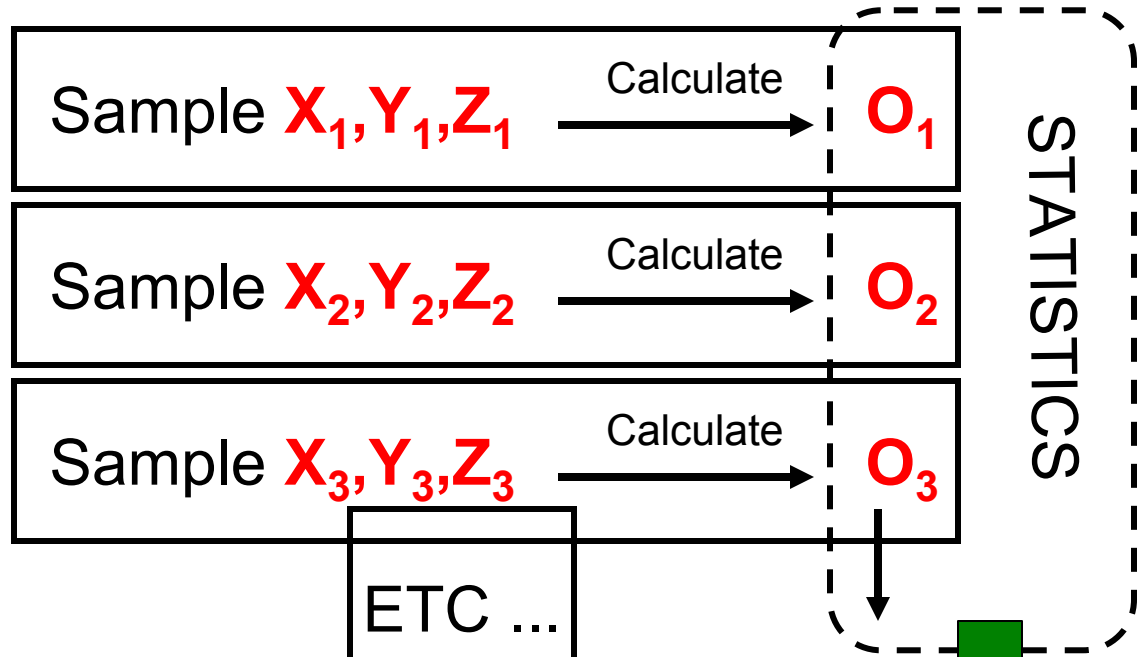 Sample X₁,Y₁,Z₁ Calculate O₁
Sample X₂,Y₂,Z₂ Calculate O₂
Sample X₃,Y₃,Z₃ Calculate O₃
ETC ...
STATISTICS